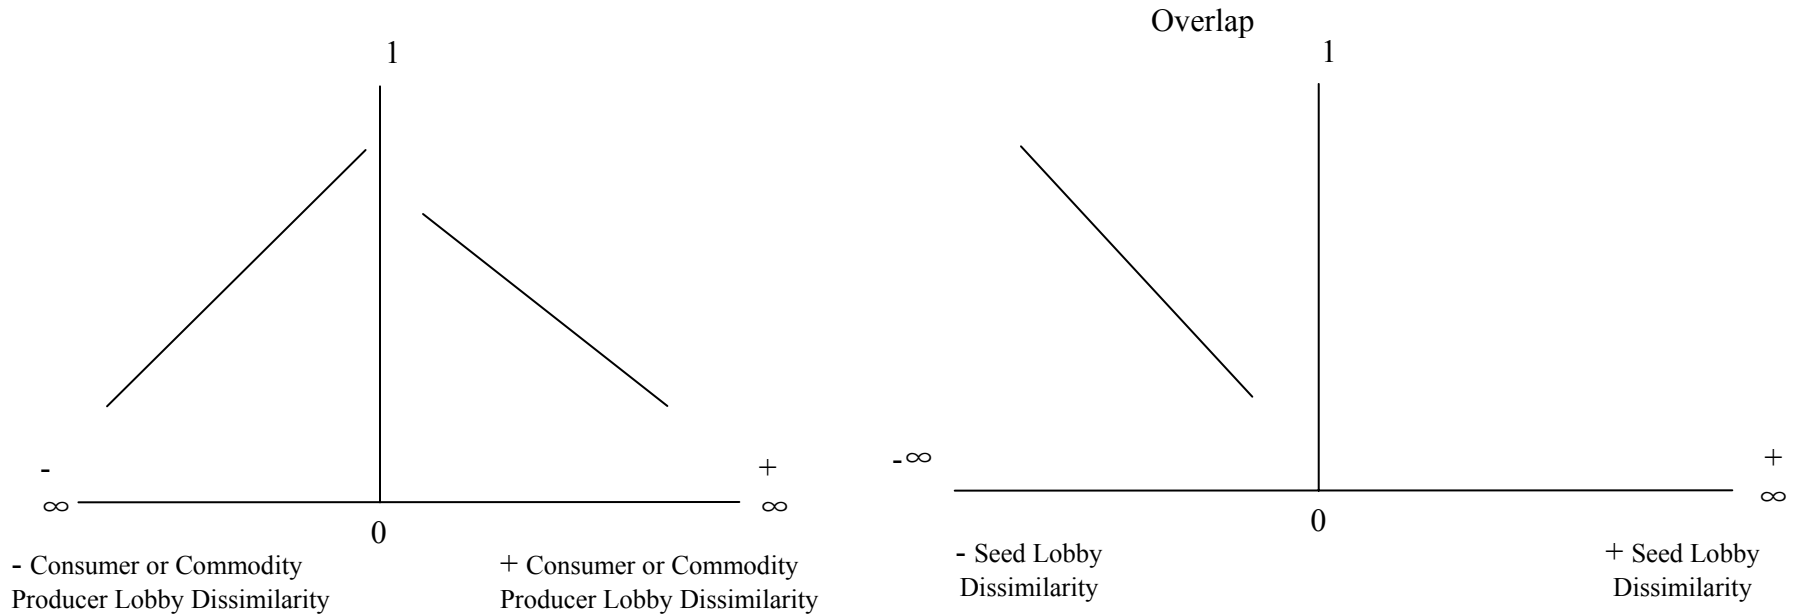 1
-
∞
+
∞
0
- Consumer or Commodity
Producer Lobby Dissimilarity
+ Consumer or Commodity
Producer Lobby Dissimilarity
Overlap
1
-∞
+
∞
0
- Seed Lobby
Dissimilarity
+ Seed Lobby
Dissimilarity